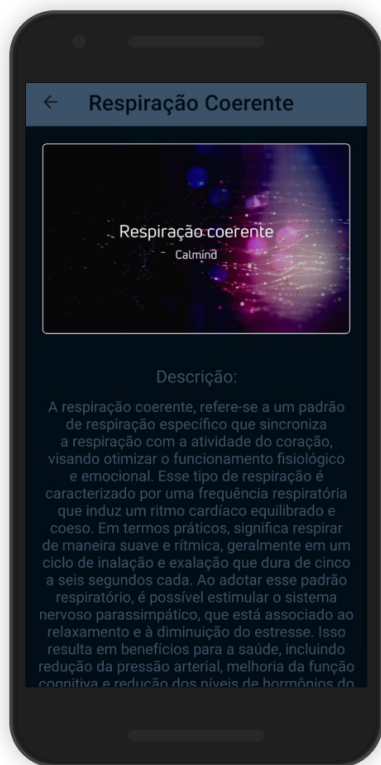 Respiração Coerente
Respiração coerente
Calmind
Descrição:
A respiração coerente, refere-se a um padrão
de respiração específico que sincroniza
a respiração com a atividade do coração,
visando otimizar o funcionamento fisiológico
e emocional. Esse tipo de respiração é
caracterizado por uma frequência respiratória
que induz um ritmo cardíaco equilibrado e
coeso. Em termos práticos, significa respirar
de maneira suave e rítmica, geralmente em um
ciclo de inalação e exalação que dura de cinco
a seis segundos cada. Ao adotar esse padrão
respiratório, é possível estimular o sistema
nervoso parassimpático, que está associado ao
relaxamento e à diminuição do estresse. Isso
resulta em benefícios para a saúde, incluindo
redução da pressão arterial, melhoria da função
cognitiva e redução dos níveis de hormônios do